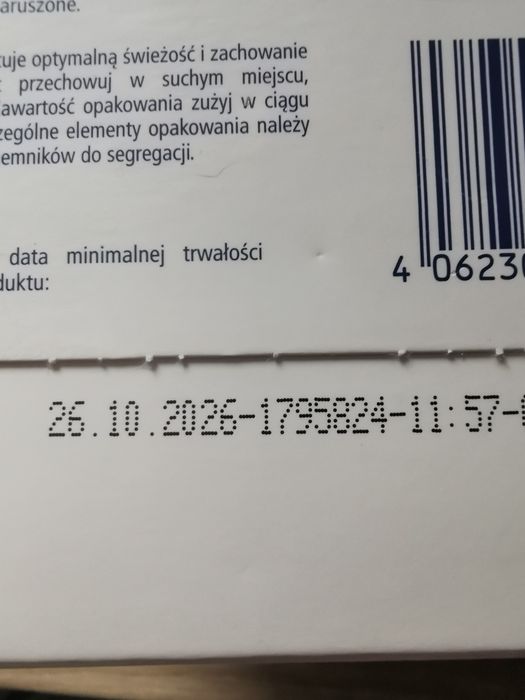 aruszone.
uje optymalną świeżość i zachowanie
przechowuj w suchym miejscu,
awartość opakowania zużyj w ciągu
zególne elementy opakowania należy
emników do segregacji.
data minimalnej trwałości
duktu:
4 06230
26.10.2026-1795824-11:57-